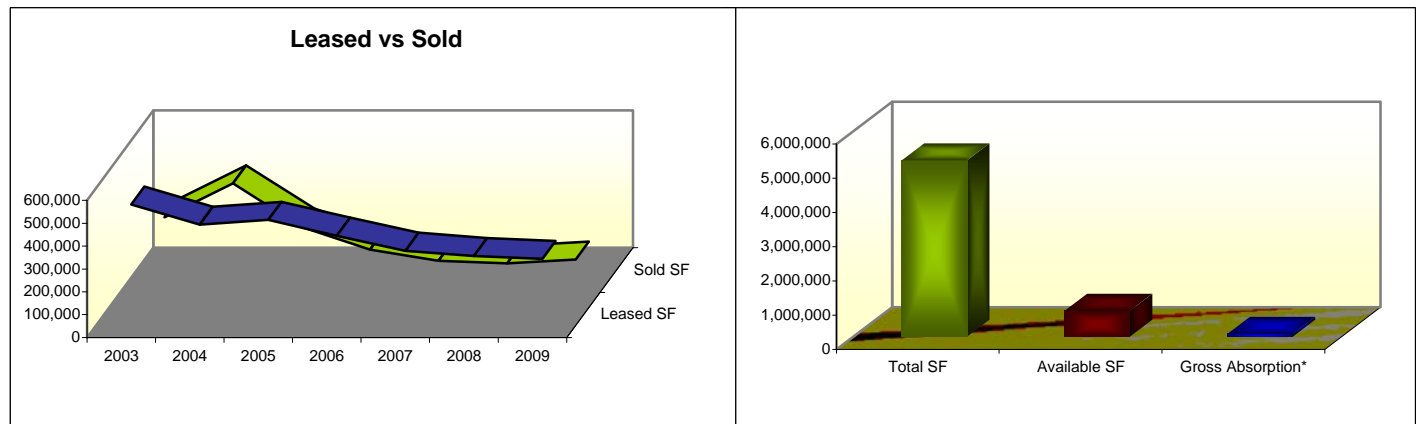 Leased vs Sold
600,000
500,000
400,000
300,000
200,000
100,000
0
2003 2004 2005 2006 2007 2008 2009
Sold SF
Leased SF
6,000,000
5,000,000
4,000,000
3,000,000
2,000,000
1,000,000
0
Total SF Available SF Gross Absorption*